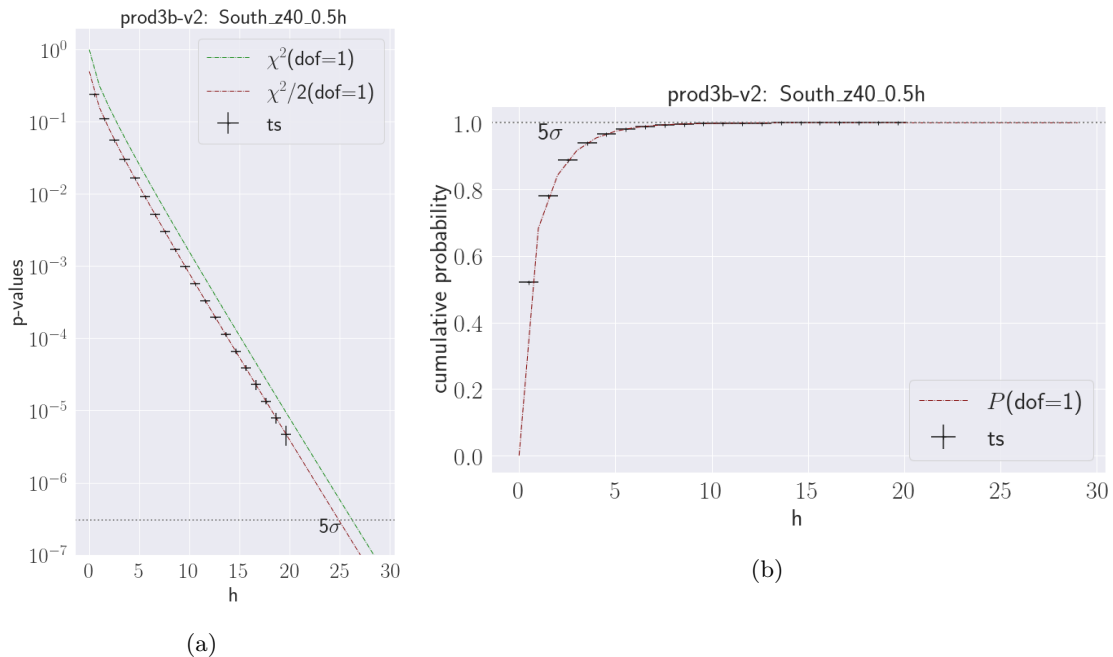 prod3b-v2: South_z40_0.5h
10⁰
10⁻¹
10⁻²
10⁻³
10⁻⁴
10⁻⁵
10⁻⁶
10⁻⁷
p-values
χ²(dof=1)
χ²/2(dof=1)
ts
5σ
0 5 10 15 20 25 30
h
(a)
prod3b-v2: South_z40_0.5h
1.0
0.8
0.6
0.4
0.2
0.0
cumulative probability
5σ
P(dof=1)
ts
0 5 10 15 20 25 30
h
(b)